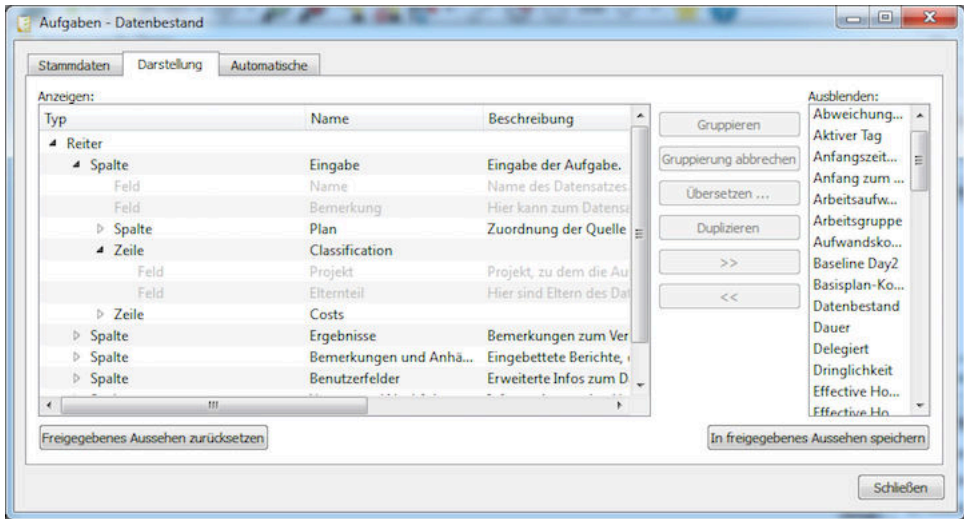 Aufgaben - Datenbestand
Stammdaten Darstellung Automatische
Anzeigen: Ausblenden:
Typ Name Beschreibung
Reiter
Spalte Eingabe Eingabe der Aufgabe.
Feld Name Name des Datensatzes.
Feld Bemerkung Hier kann zum Datensa
Spalte Plan Zuordnung der Quelle
Zeile Classification
Feld Projekt Projekt, zu dem die Au
Feld Elternteil Hier sind Eltern des Dat
Zeile Costs
Spalte Ergebnisse Bemerkungen zum Ver
Spalte Bemerkungen und Anhä... Eingebettete Berichte,
Spalte Benutzerfelder Erweiterte Infos zum D
Gruppieren
Gruppierung abbrechen
Übersetzen ...
Duplizieren
>>
<<
Abweichung...
Aktiver Tag
Anfangszeit...
Anfang zum ...
Arbeitsaufw...
Arbeitsgruppe
Aufwandsko...
Baseline Day2
Basisplan-Ko...
Datenbestand
Dauer
Delegiert
Dringlichkeit
Effective Ho...
Effective Ho
Freigegebenes Aussehen zurücksetzen In freigegebenes Aussehen speichern
Schließen